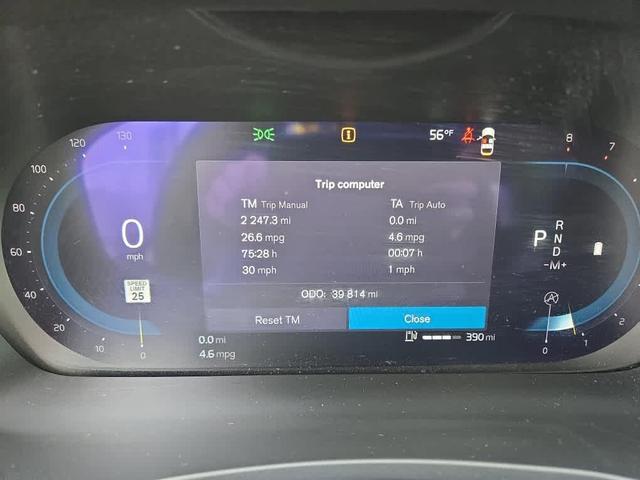 130
120
100
80
60
40
20
10
0
56°F
8
7
2
1
0
Trip computer
TM Trip Manual TA Trip Auto
2 247.3 mi 0.0 mi
26.6 mpg 4.6 mpg
75:28 h 00:07 h
30 mph 1 mph
ODO: 39 814 mi
Reset TM Close
0
mph
SPEED
LIMIT
25
R
P N
D
-M+
A
0.0 mi
4.6 mpg
390 mi